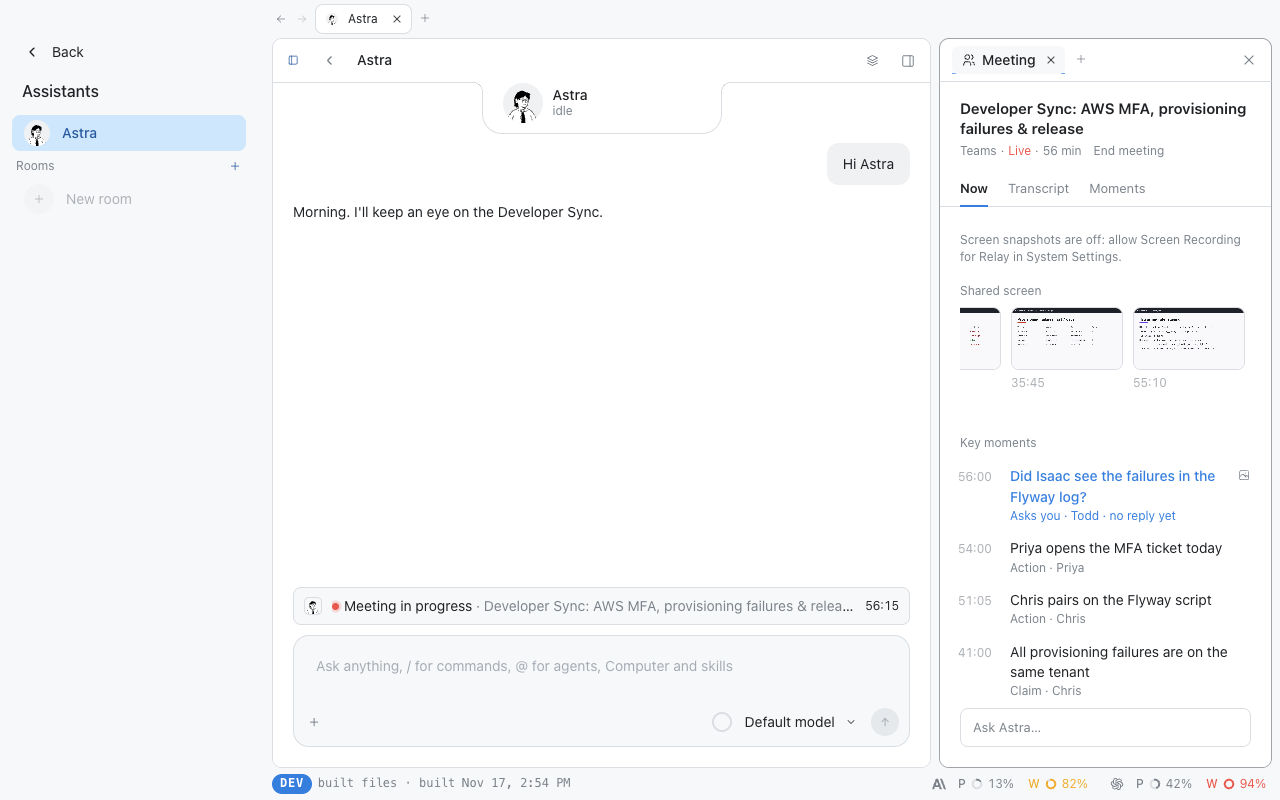 Astra
Back
Assistants
Astra
Rooms
New room
Astra
Astra
idle
Hi Astra
Morning. I'll keep an eye on the Developer Sync.
Meeting in progress · Developer Sync: AWS MFA, provisioning failures & relea... 56:15
Ask anything, / for commands, @ for agents, Computer and skills
Default model
Meeting
Developer Sync: AWS MFA, provisioning
failures & release
Teams · Live · 56 min End meeting
Now Transcript Moments
Screen snapshots are off: allow Screen Recording
for Relay in System Settings.
Shared screen
35:45 55:10
Key moments
56:00 Did Isaac see the failures in the
Flyway log?
Asks you · Todd · no reply yet
54:00 Priya opens the MFA ticket today
Action · Priya
51:05 Chris pairs on the Flyway script
Action · Chris
41:00 All provisioning failures are on the
same tenant
Claim · Chris
Ask Astra...
DEV built files · built Nov 17, 2:54 PM
P 13% W 82% P 42% W 94%